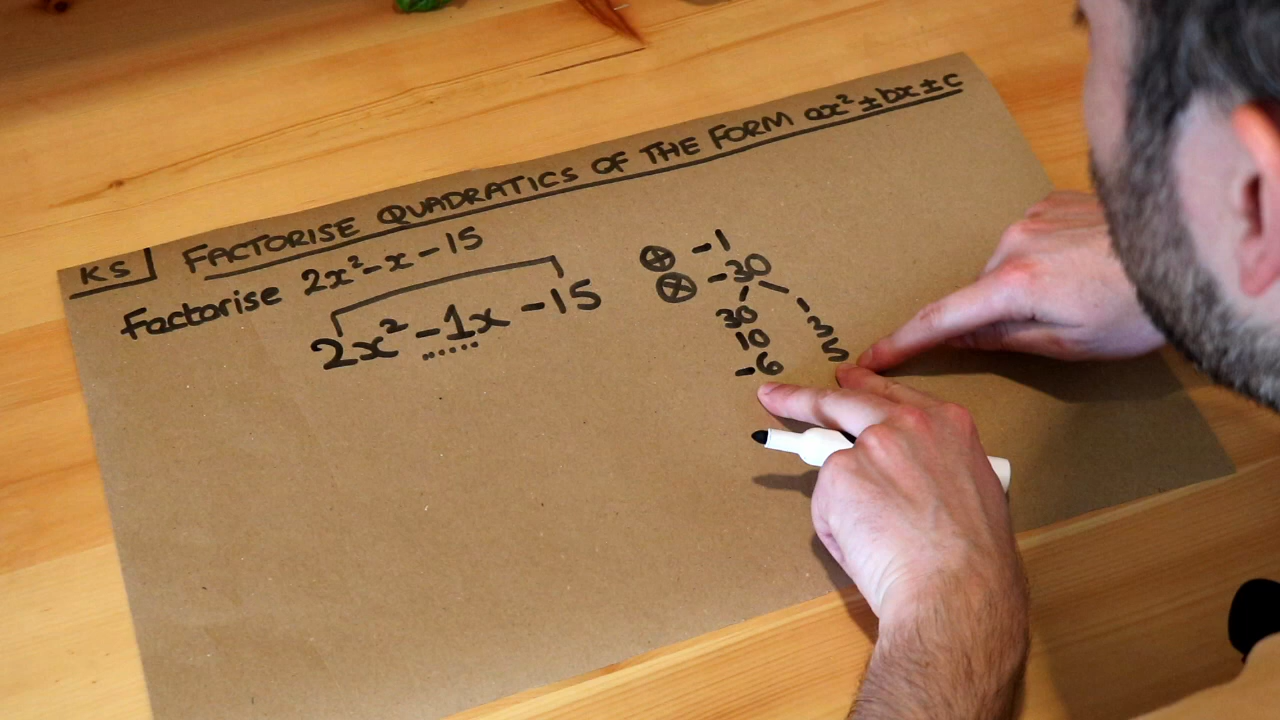 KS FACTORISE QUADRATICS OF THE FORM ax² ± bx ± c
Factorise 2x² - x - 15
2x² - 1x - 15
⊕ -1
⊗ -30
30 -
10 3
-6 5